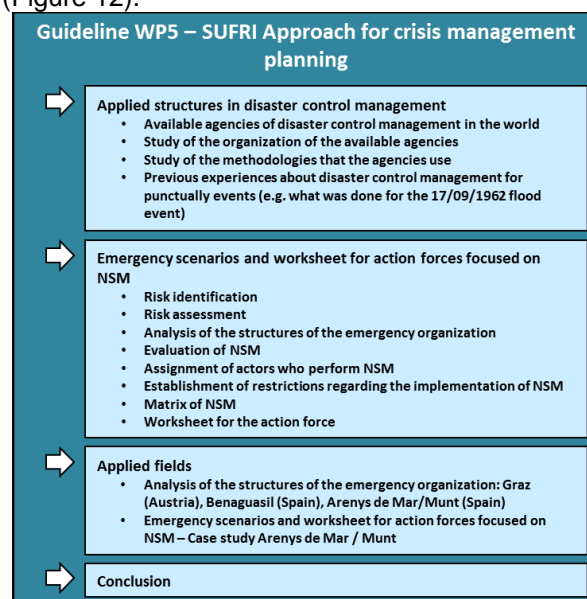 (Figure 12).
Guideline WP5 – SUFRI Approach for crisis management
planning
Applied structures in disaster control management
• Available agencies of disaster control management in the world
• Study of the organization of the available agencies
• Study of the methodologies that the agencies use
• Previous experiences about disaster control management for
punctually events (e.g. what was done for the 17/09/1962 flood
event)
Emergency scenarios and worksheet for action forces focused on
NSM
• Risk identification
• Risk assessment
• Analysis of the structures of the emergency organization
• Evaluation of NSM
• Assignment of actors who perform NSM
• Establishment of restrictions regarding the implementation of NSM
• Matrix of NSM
• Worksheet for the action force
Applied fields
• Analysis of the structures of the emergency organization: Graz
(Austria), Benaguasil (Spain), Arenys de Mar/Munt (Spain)
• Emergency scenarios and worksheet for action forces focused on
NSM – Case study Arenys de Mar / Munt
Conclusion